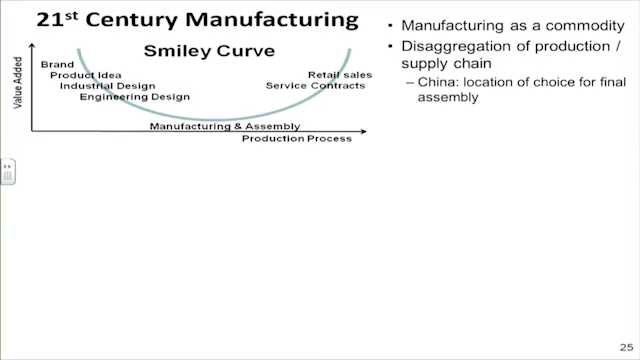 21st Century Manufacturing
Smiley Curve
Value Added
Brand
Product Idea
Industrial Design
Engineering Design
Retail sales
Service Contracts
Manufacturing & Assembly
Production Process
• Manufacturing as a commodity
• Disaggregation of production /
supply chain
– China: location of choice for final
assembly
25